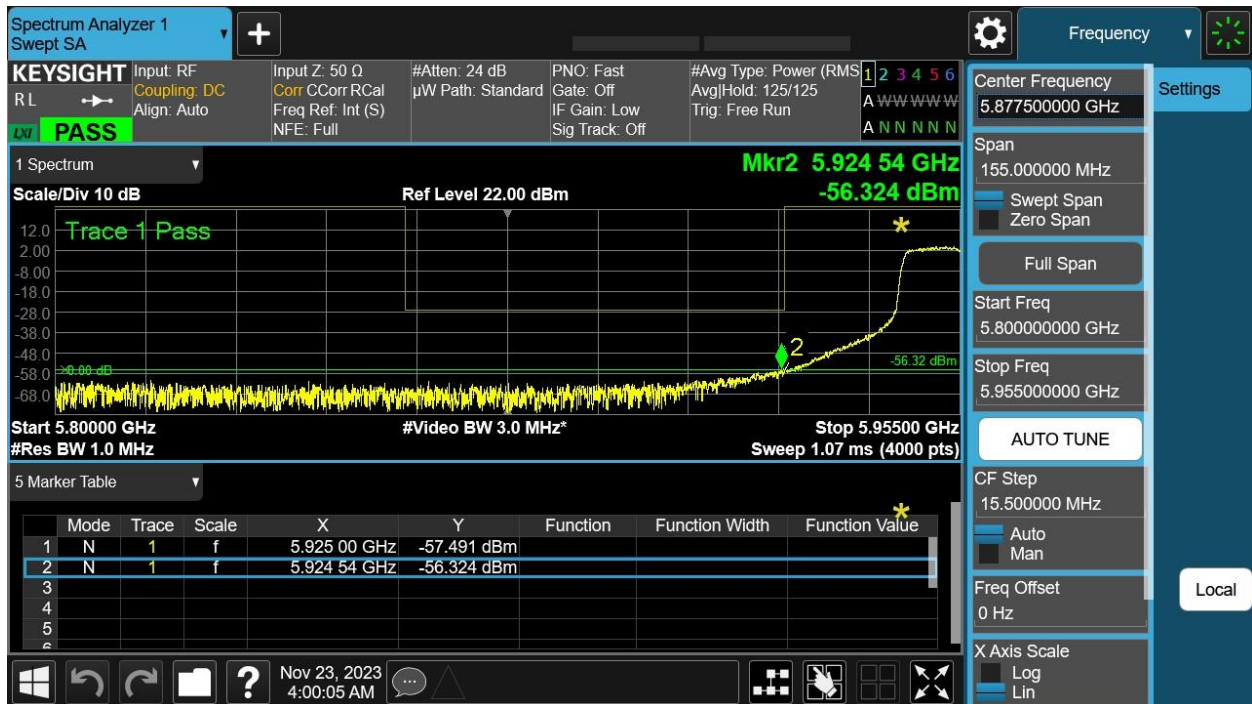 Spectrum Analyzer 1
Swept SA
+
Frequency
KEYSIGHT
RL
LXI PASS
Input: RF
Coupling: DC
Align: Auto
Input Z: 50 Ω
Corr CCorr RCal
Freq Ref: Int (S)
NFE: Full
#Atten: 24 dB
µW Path: Standard
PNO: Fast
Gate: Off
IF Gain: Low
Sig Track: Off
#Avg Type: Power (RMS
Avg|Hold: 125/125
Trig: Free Run
1 2 3 4 5 6
A W W W W W
A N N N N N
1 Spectrum
Mkr2 5.924 54 GHz
-56.324 dBm
Scale/Div 10 dB
Ref Level 22.00 dBm
Trace 1 Pass
12.0
2.00
-8.00
-18.0
-28.0
-38.0
-48.0
-58.0
-68.0
0.00 dB
2
-56.32 dBm
Start 5.80000 GHz
#Video BW 3.0 MHz*
Stop 5.95500 GHz
#Res BW 1.0 MHz
Sweep 1.07 ms (4000 pts)
5 Marker Table
Mode Trace Scale X Y Function Function Width Function Value
1 N 1 f 5.925 00 GHz -57.491 dBm
2 N 1 f 5.924 54 GHz -56.324 dBm
3
4
5
6
Nov 23, 2023
4:00:05 AM
Center Frequency
5.877500000 GHz
Settings
Span
155.000000 MHz
Swept Span
Zero Span
Full Span
Start Freq
5.800000000 GHz
Stop Freq
5.955000000 GHz
AUTO TUNE
CF Step
15.500000 MHz
Auto
Man
Freq Offset
0 Hz
Local
X Axis Scale
Log
Lin